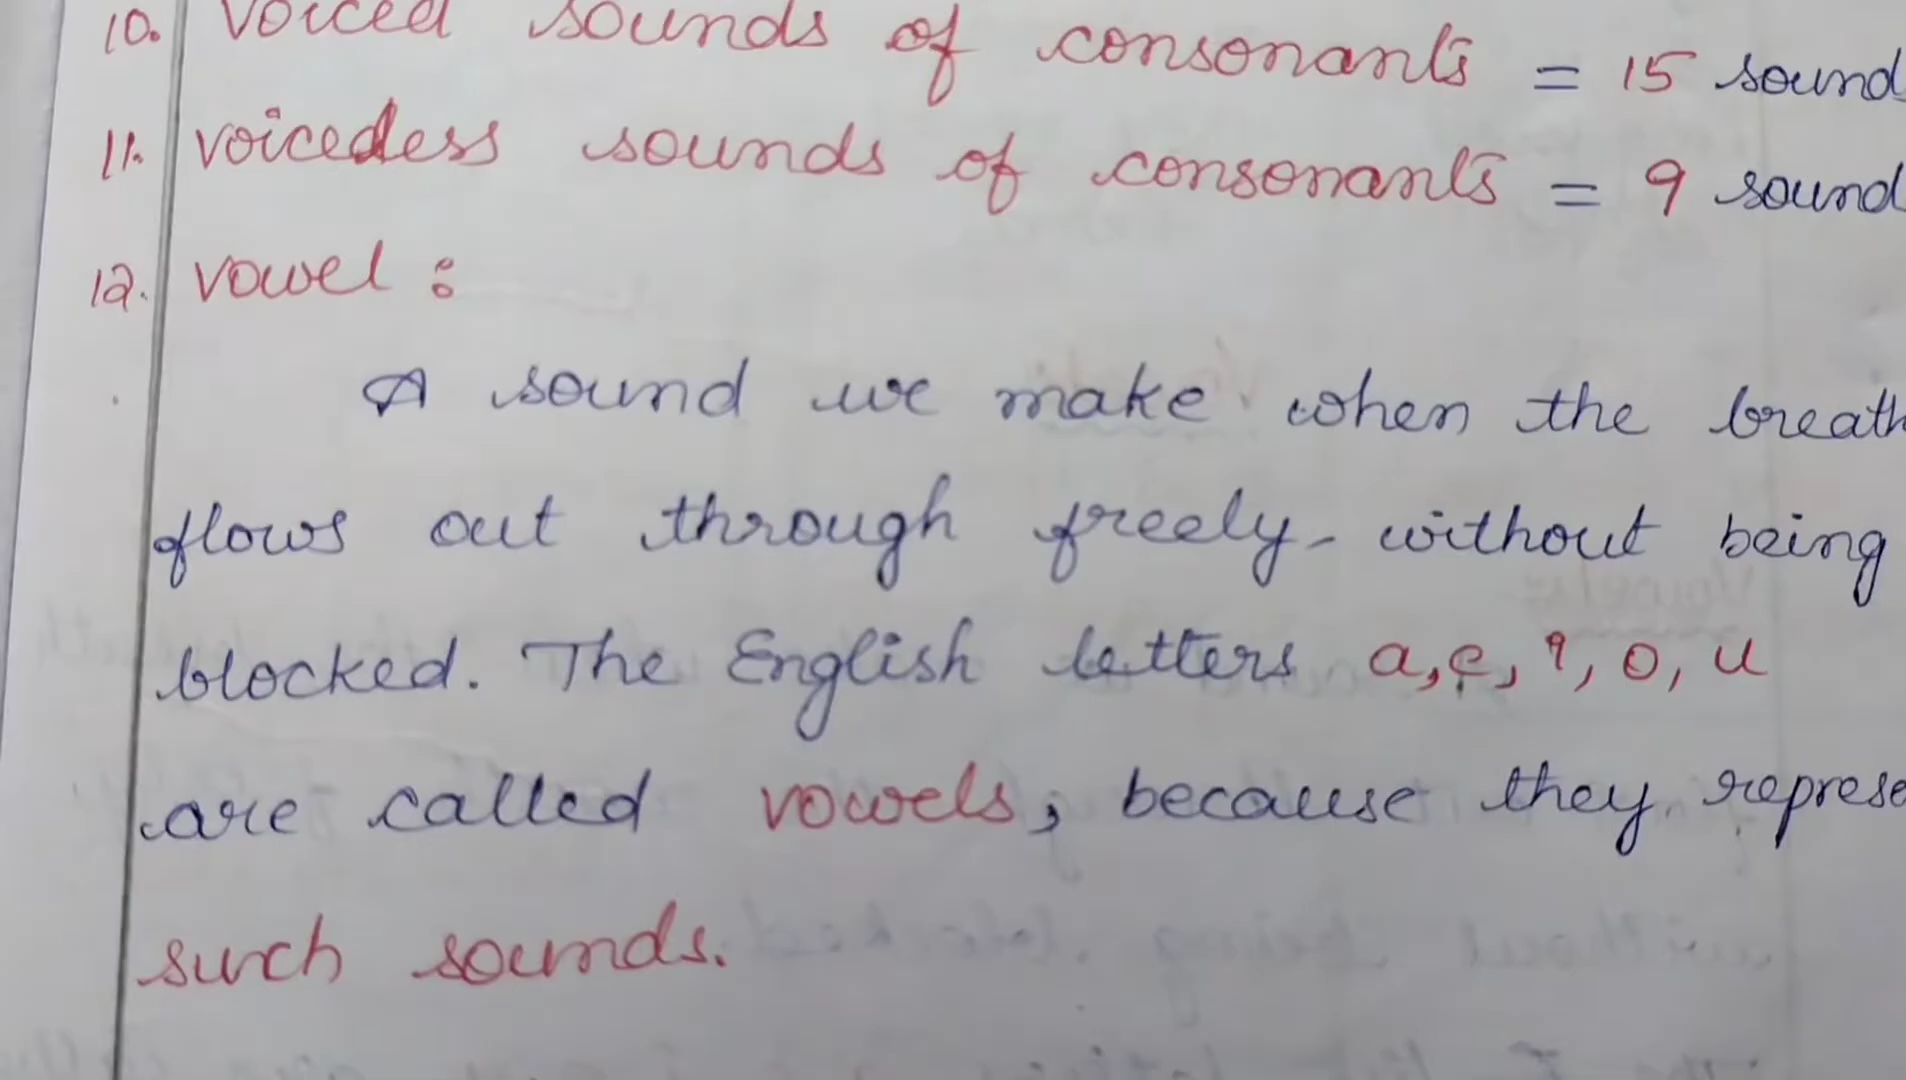 10. voiced sounds of consonants = 15 sound
11. voicedless sounds of consonants = 9 sound
12. vowel :
A sound we make when the breath
flows out through freely - without being
blocked. The English letters a, e, i, o, u
are called vowels, because they represe
such sounds.